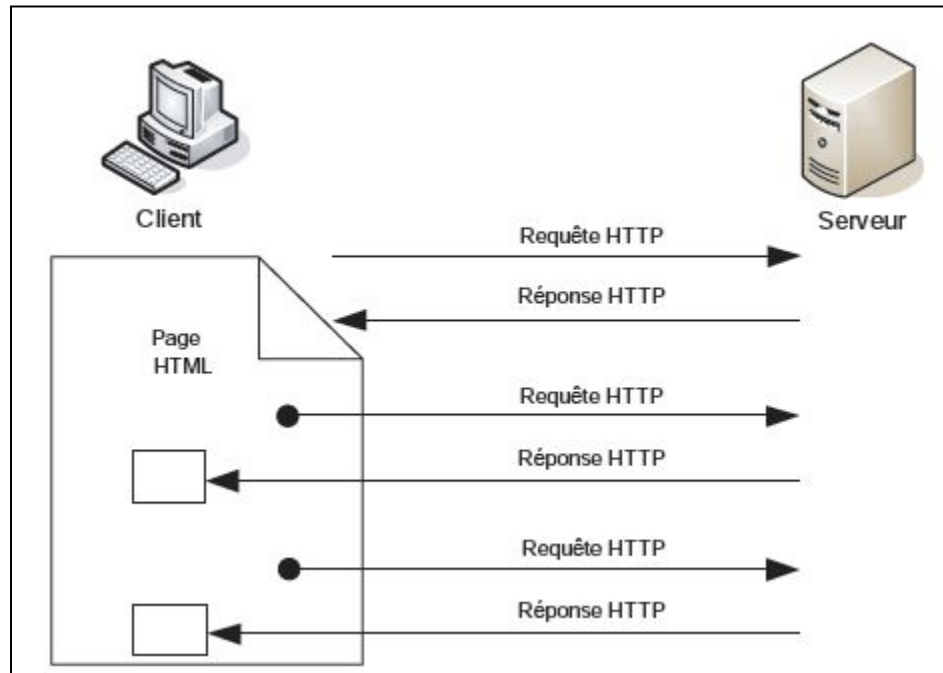 Client
Serveur
Requête HTTP
Réponse HTTP
Page
HTML
Requête HTTP
Réponse HTTP
Requête HTTP
Réponse HTTP